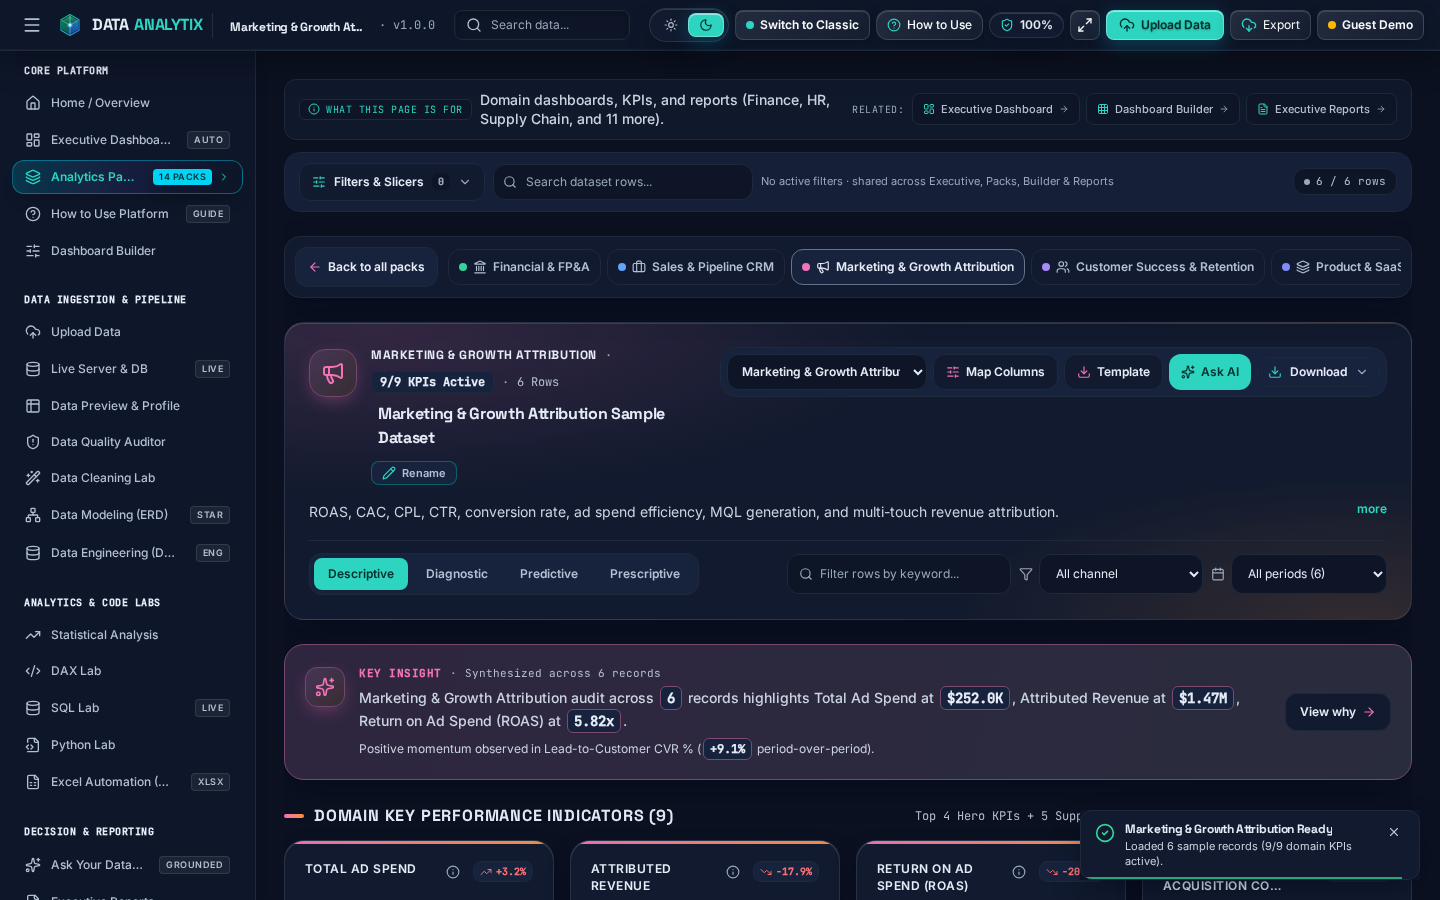 DATA ANALYTIX
Marketing & Growth At...
· v1.0.0
Search data...
Switch to Classic
How to Use
100%
Upload Data
Export
Guest Demo
CORE PLATFORM
Home / Overview
Executive Dashboa... AUTO
Analytics Pa... 14 PACKS
How to Use Platform GUIDE
Dashboard Builder
DATA INGESTION & PIPELINE
Upload Data
Live Server & DB LIVE
Data Preview & Profile
Data Quality Auditor
Data Cleaning Lab
Data Modeling (ERD) STAR
Data Engineering (D... ENG
ANALYTICS & CODE LABS
Statistical Analysis
DAX Lab
SQL Lab LIVE
Python Lab
Excel Automation (... XLSX
DECISION & REPORTING
Ask Your Data... GROUNDED
WHAT THIS PAGE IS FOR
Domain dashboards, KPIs, and reports (Finance, HR,
Supply Chain, and 11 more).
RELATED:
Executive Dashboard →
Dashboard Builder →
Executive Reports →
Filters & Slicers 0
Search dataset rows...
No active filters · shared across Executive, Packs, Builder & Reports
6 / 6 rows
← Back to all packs
Financial & FP&A
Sales & Pipeline CRM
Marketing & Growth Attribution
Customer Success & Retention
Product & SaaS
MARKETING & GROWTH ATTRIBUTION ·
9/9 KPIs Active · 6 Rows
Marketing & Growth Attribution Sample
Dataset
Rename
Marketing & Growth Attribu
Map Columns
Template
Ask AI
Download
ROAS, CAC, CPL, CTR, conversion rate, ad spend efficiency, MQL generation, and multi-touch revenue attribution.
more
Descriptive
Diagnostic
Predictive
Prescriptive
Filter rows by keyword...
All channel
All periods (6)
KEY INSIGHT · Synthesized across 6 records
Marketing & Growth Attribution audit across 6 records highlights Total Ad Spend at $252.0K, Attributed Revenue at $1.47M,
Return on Ad Spend (ROAS) at 5.82x.
Positive momentum observed in Lead-to-Customer CVR % (+9.1% period-over-period).
View why →
DOMAIN KEY PERFORMANCE INDICATORS (9)
Top 4 Hero KPIs + 5
TOTAL AD SPEND
+3.2%
ATTRIBUTED
REVENUE
-17.9%
RETURN ON AD
SPEND (ROAS)
-20
ACQUISITION CO...
Marketing & Growth Attribution Ready
Loaded 6 sample records (9/9 domain KPIs
active).